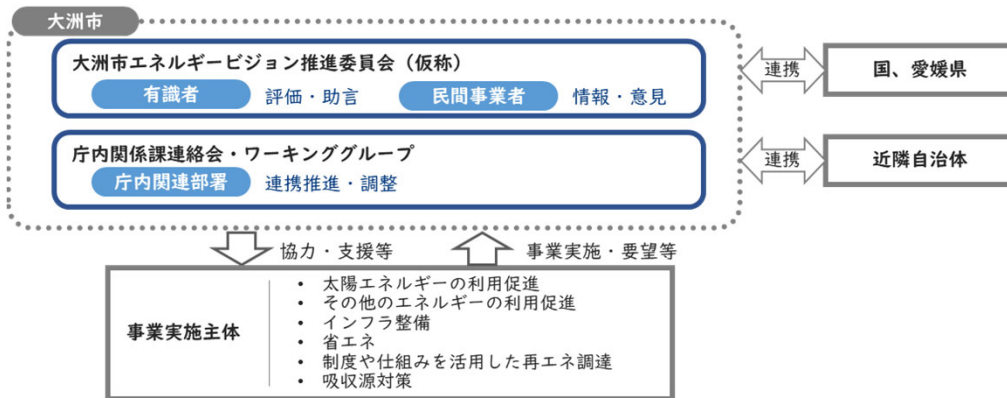 大洲市
大洲市エネルギービジョン推進委員会（仮称）
有識者 評価・助言 民間事業者 情報・意見
庁内関係課連絡会・ワーキンググループ
庁内関連部署 連携推進・調整
連携
国、愛媛県
連携
近隣自治体
協力・支援等
事業実施・要望等
事業実施主体
• 太陽エネルギーの利用促進
• その他のエネルギーの利用促進
• インフラ整備
• 省エネ
• 制度や仕組みを活用した再エネ調達
• 吸収源対策